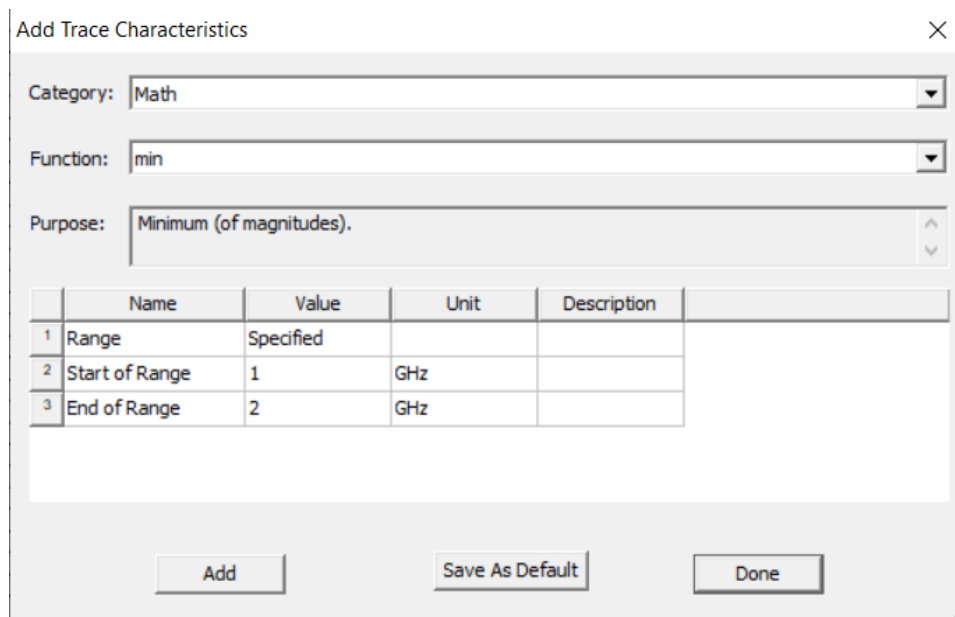 Add Trace Characteristics
Category: Math
Function: min
Purpose: Minimum (of magnitudes).
Name Value Unit Description
1 Range Specified
2 Start of Range 1 GHz
3 End of Range 2 GHz
Add Save As Default Done